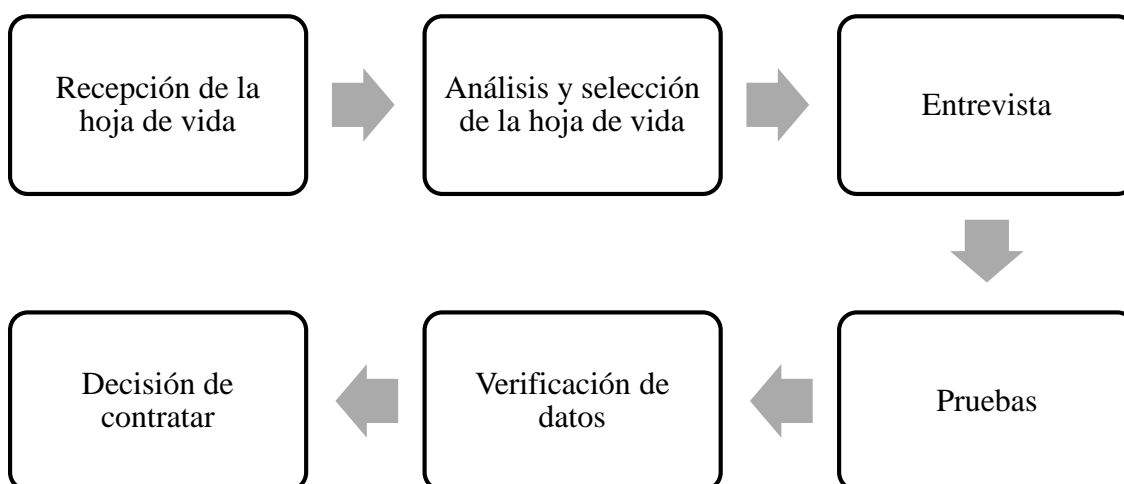 Recepción de la
hoja de vida
Análisis y selección
de la hoja de vida
Entrevista
Pruebas
Verificación de
datos
Decisión de
contratar